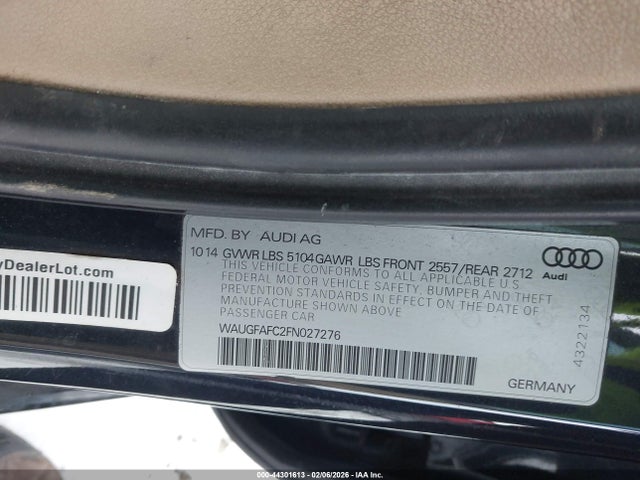 MFD. BY AUDI AG
10 14 GVWR LBS 5104 GAWR LBS FRONT 2557/REAR 2712
THIS VEHICLE CONFORMS TO ALL APPLICABLE U.S
FEDERAL MOTOR VEHICLE SAFETY, BUMPER AND THEFT
PREVENTION STANDARDS IN EFFECT ON THE DATE OF
MANUFACTURE SHOWN ABOVE
PASSENGER CAR
WAUGFAFC2FN027276
Audi
4322134
GERMANY
yDealerLot.com
000-44301613 - 02/06/2026 - IAAI, Inc.